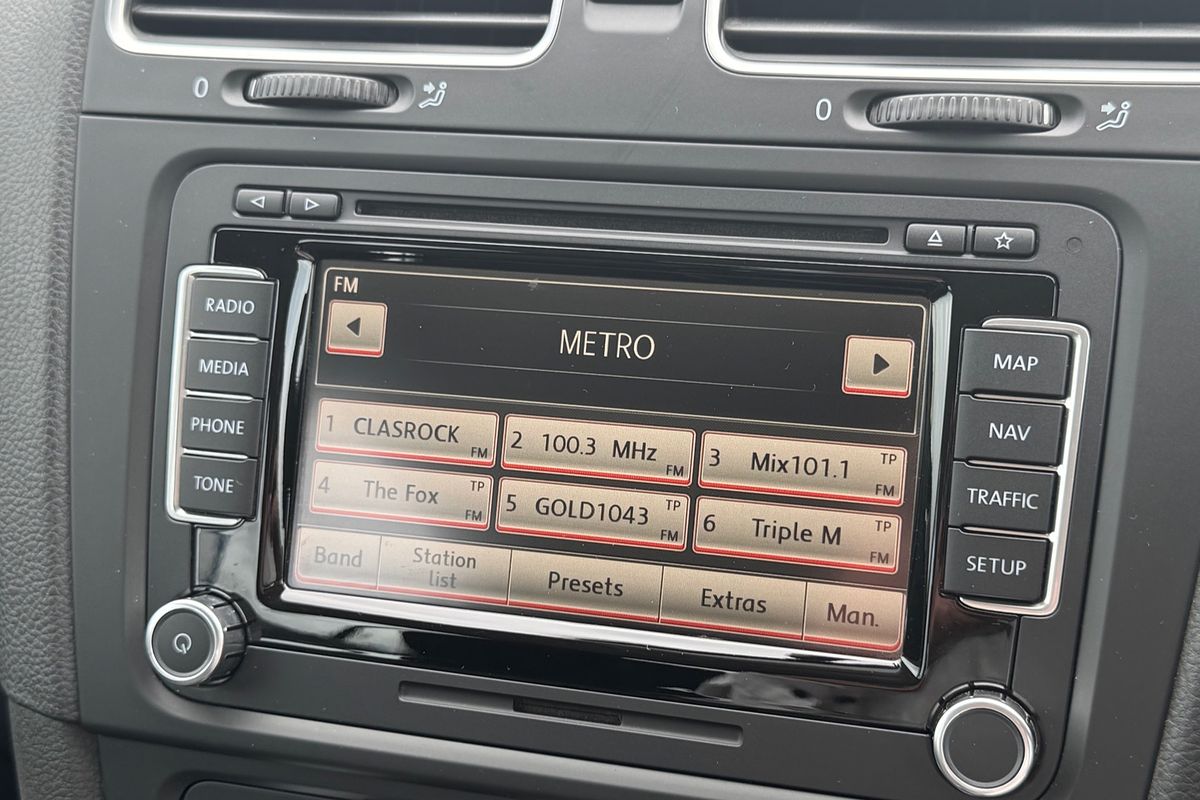 0
0
RADIO
MEDIA
PHONE
TONE
FM
METRO
1 CLASROCK FM
2 100.3 MHz FM
3 Mix101.1 TP FM
4 The Fox TP FM
5 GOLD1043 TP FM
6 Triple M TP FM
Band
Station
list
Presets
Extras
Man.
MAP
NAV
TRAFFIC
SETUP